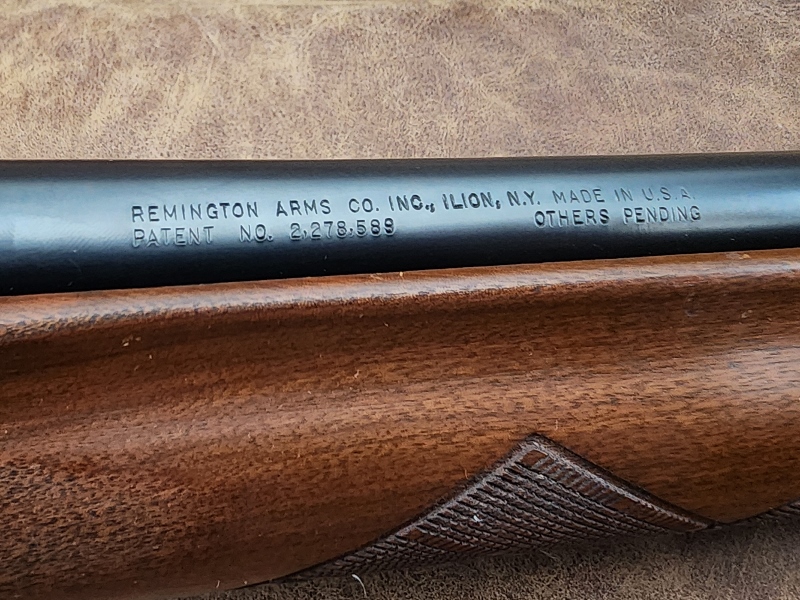 REMINGTON ARMS CO. INC., ILION, N.Y. MADE IN U.S.A.
PATENT NO. 2,278,589 OTHERS PENDING